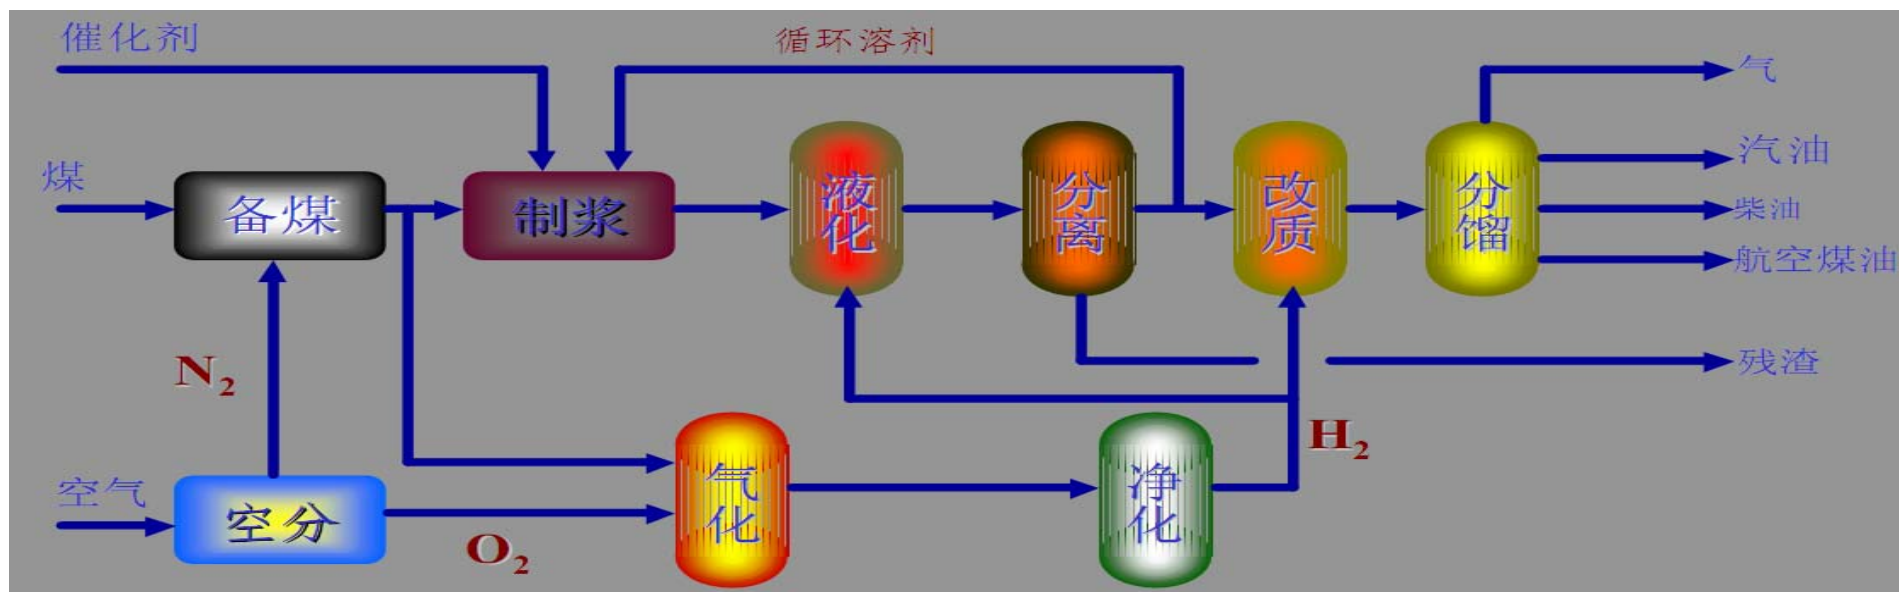 催化剂
循环溶剂
气
煤
备煤
制浆
液化
分离
改质
分馏
汽油
柴油
航空煤油
N₂
残渣
H₂
空气
空分
O₂
气化
净化